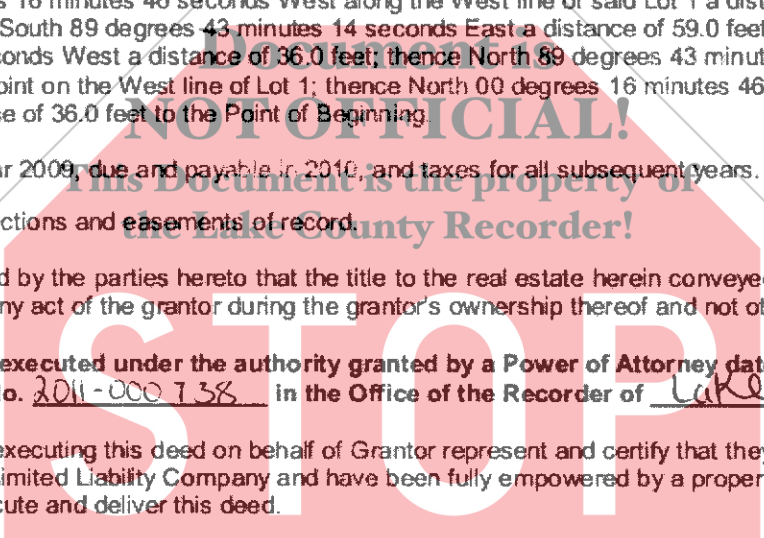 s 16 minutes 46 seconds West along the West line of said Lot 1 a dist
South 89 degrees 43 minutes 14 seconds East a distance of 59.0 feet
conds West a distance of 36.0 feet; thence North 89 degrees 43 minut
oint on the West line of Lot 1; thence North 00 degrees 16 minutes 46
e of 36.0 feet to the Point of Beginning.
r 2009, due and payable in 2010, and taxes for all subsequent years.
ctions and easements of record.
d by the parties hereto that the title to the real estate herein conveye
ny act of the grantor during the grantor's ownership thereof and not ot
executed under the authority granted by a Power of Attorney dat
o. 2011-000738 in the Office of the Recorder of Lake
executing this deed on behalf of Grantor represent and certify that they
imited Liability Company and have been fully empowered by a proper
cute and deliver this deed.
Document is
NOT OFFICIAL!
This Document is the property of
the Lake County Recorder!
STOP